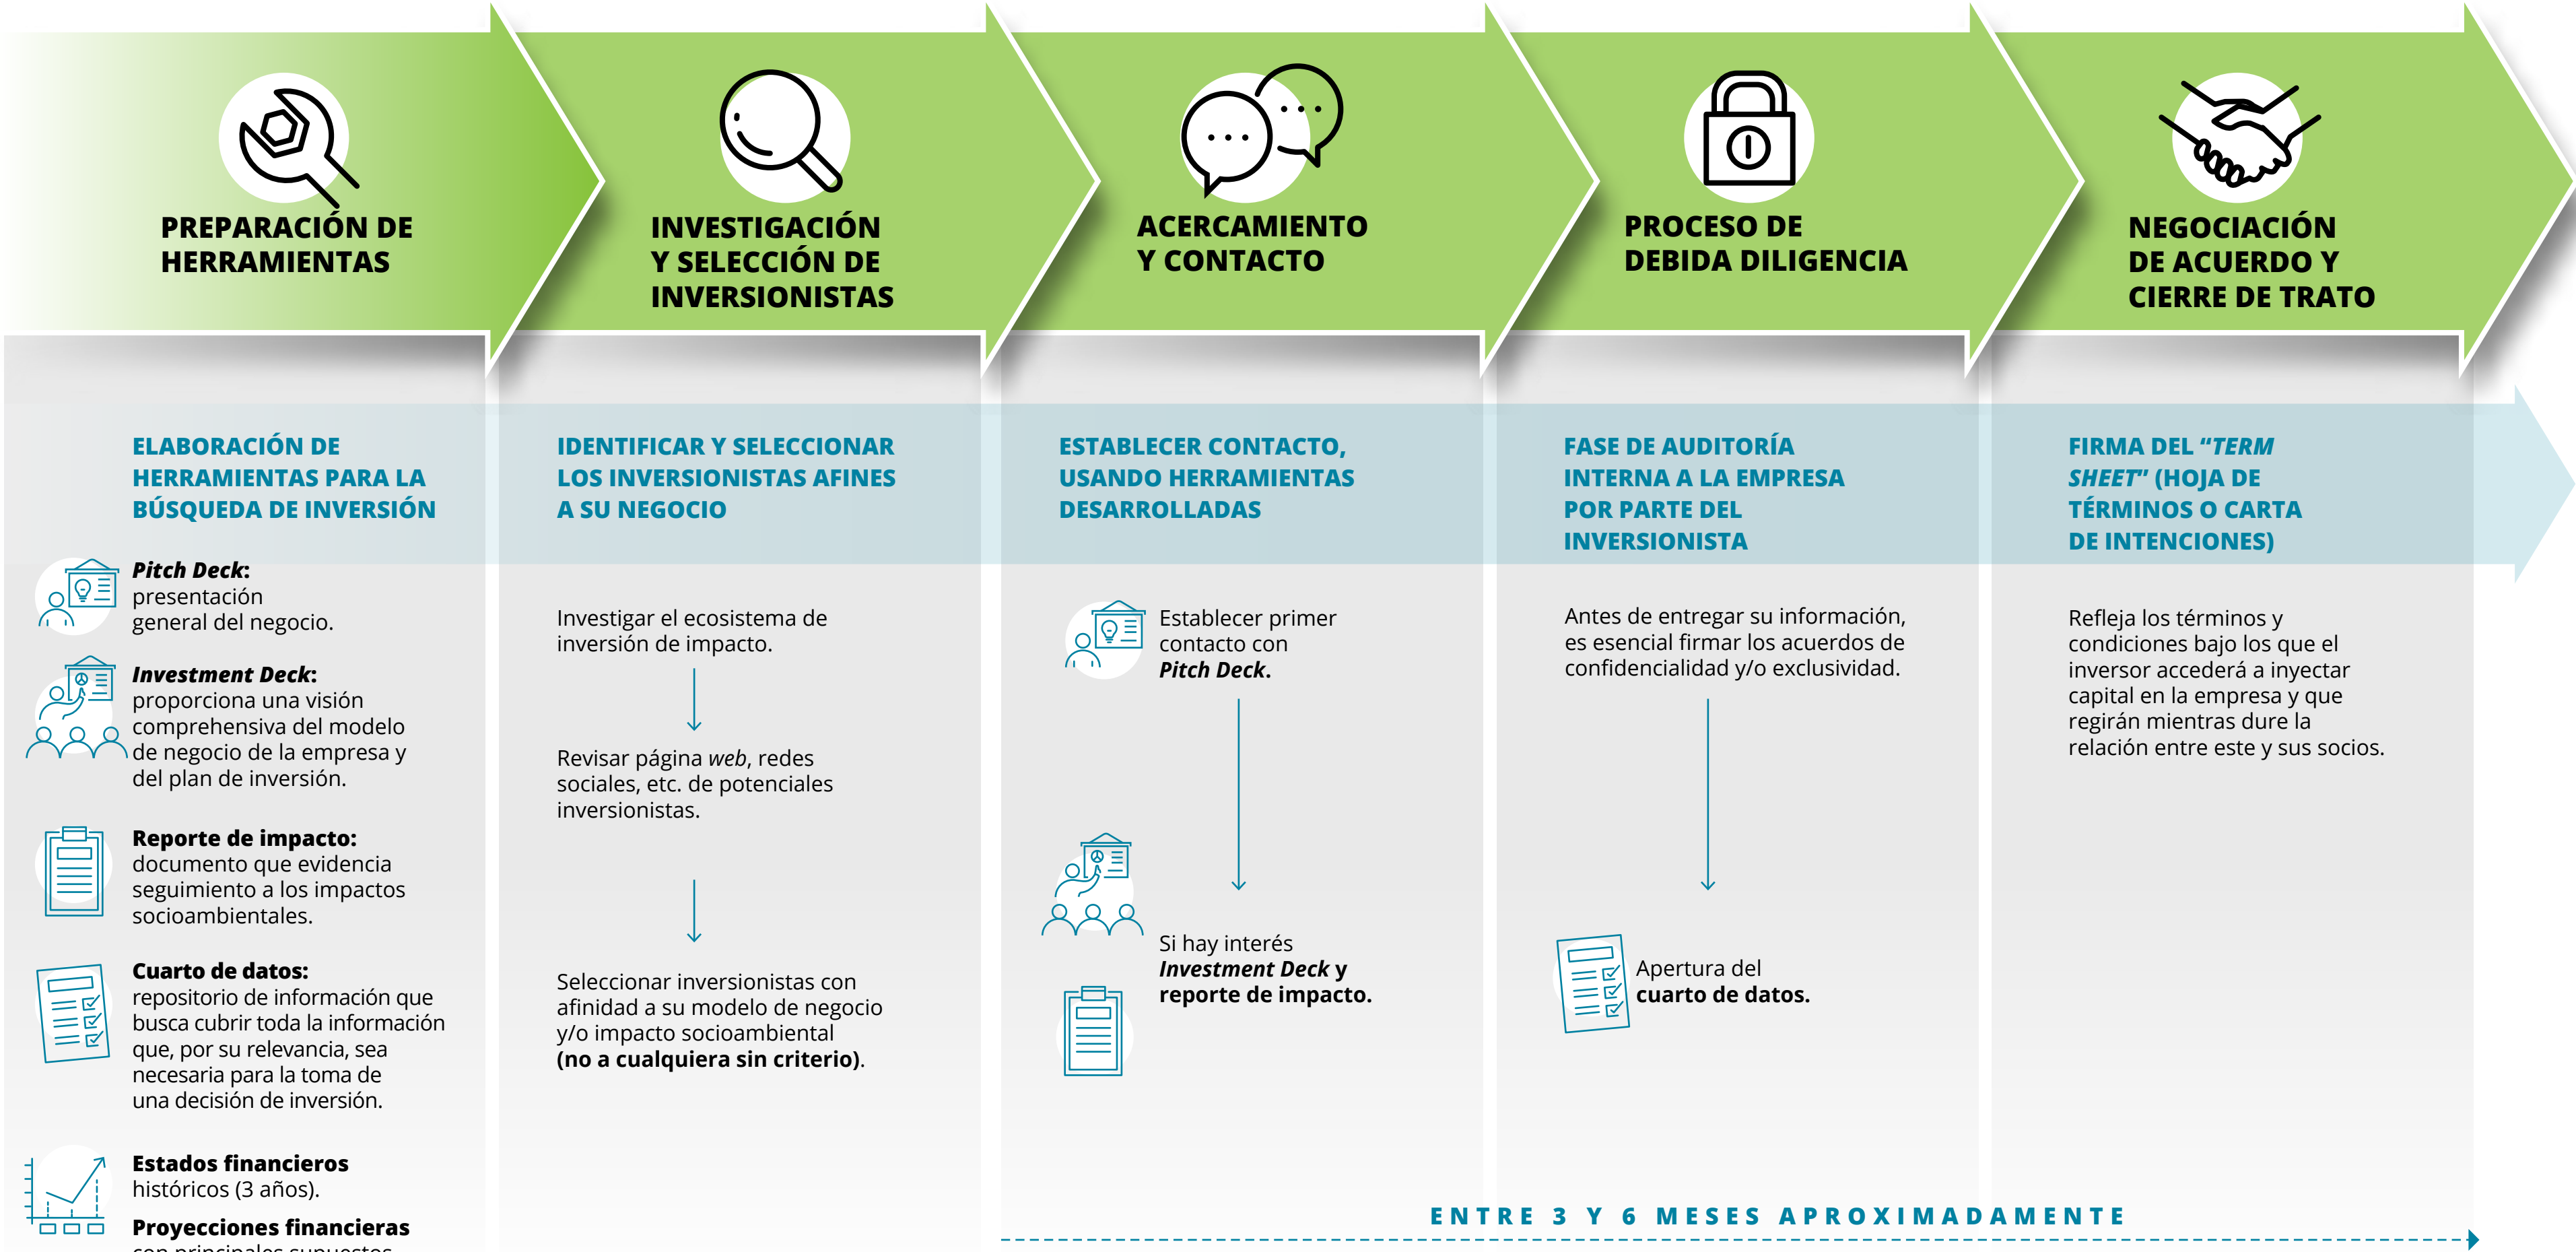 PREPARACIÓN DE
HERRAMIENTAS
INVESTIGACIÓN
Y SELECCIÓN DE
INVERSIONISTAS
ACERCAMIENTO
Y CONTACTO
PROCESO DE
DEBIDA DILIGENCIA
NEGOCIACIÓN
DE ACUERDO Y
CIERRE DE TRATO
ELABORACIÓN DE
HERRAMIENTAS PARA LA
BÚSQUEDA DE INVERSIÓN
Pitch Deck:
presentación
general del negocio.
Investment Deck:
proporciona una visión
comprehensiva del modelo
de negocio de la empresa y
del plan de inversión.
Reporte de impacto:
documento que evidencia
seguimiento a los impactos
socioambientales.
Cuarto de datos:
repositorio de información que
busca cubrir toda la información
que, por su relevancia, sea
necesaria para la toma de
una decisión de inversión.
Estados financieros
históricos (3 años).
Proyecciones financieras
con principales supuestos
IDENTIFICAR Y SELECCIONAR
LOS INVERSIONISTAS AFINES
A SU NEGOCIO
Investigar el ecosistema de
inversión de impacto.
Revisar página web, redes
sociales, etc. de potenciales
inversionistas.
Seleccionar inversionistas con
afinidad a su modelo de negocio
y/o impacto socioambiental
(no a cualquiera sin criterio).
ESTABLECER CONTACTO,
USANDO HERRAMIENTAS
DESARROLLADAS
Establecer primer
contacto con
Pitch Deck.
Si hay interés
Investment Deck y
reporte de impacto.
FASE DE AUDITORÍA
INTERNA A LA EMPRESA
POR PARTE DEL
INVERSIONISTA
Antes de entregar su información,
es esencial firmar los acuerdos de
confidencialidad y/o exclusividad.
Apertura del
cuarto de datos.
FIRMA DEL “TERM
SHEET” (HOJA DE
TÉRMINOS O CARTA
DE INTENCIONES)
Refleja los términos y
condiciones bajo los que el
inversor accederá a inyectar
capital en la empresa y que
regirán mientras dure la
relación entre este y sus socios.
ENTRE 3 Y 6 MESES APROXIMADAMENTE